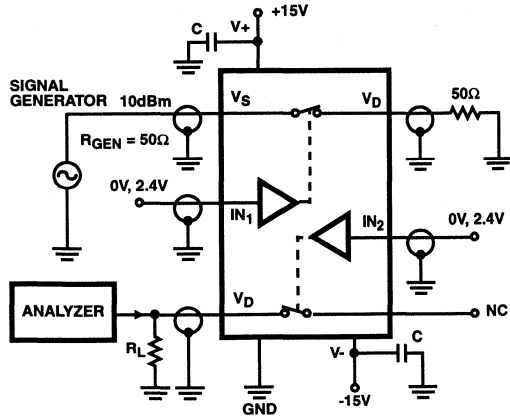 +15V
C
V+
SIGNAL
GENERATOR
10dBm
VS
VD
50Ω
RGEN = 50Ω
0V, 2.4V
IN1
IN2
0V, 2.4V
ANALYZER
VD
NC
RL
V-
C
GND
-15V